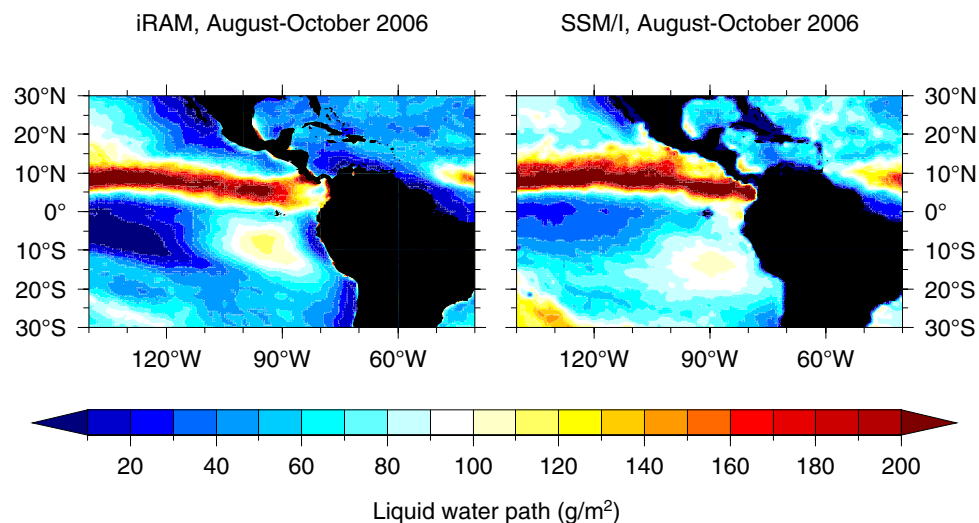 iRAM, August-October 2006
SSM/I, August-October 2006
30°N
20°N
10°N
0°
10°S
20°S
30°S
120°W 90°W 60°W
30°N
20°N
10°N
0°
10°S
20°S
30°S
120°W 90°W 60°W
20 40 60 80 100 120 140 160 180 200
Liquid water path (g/m²)